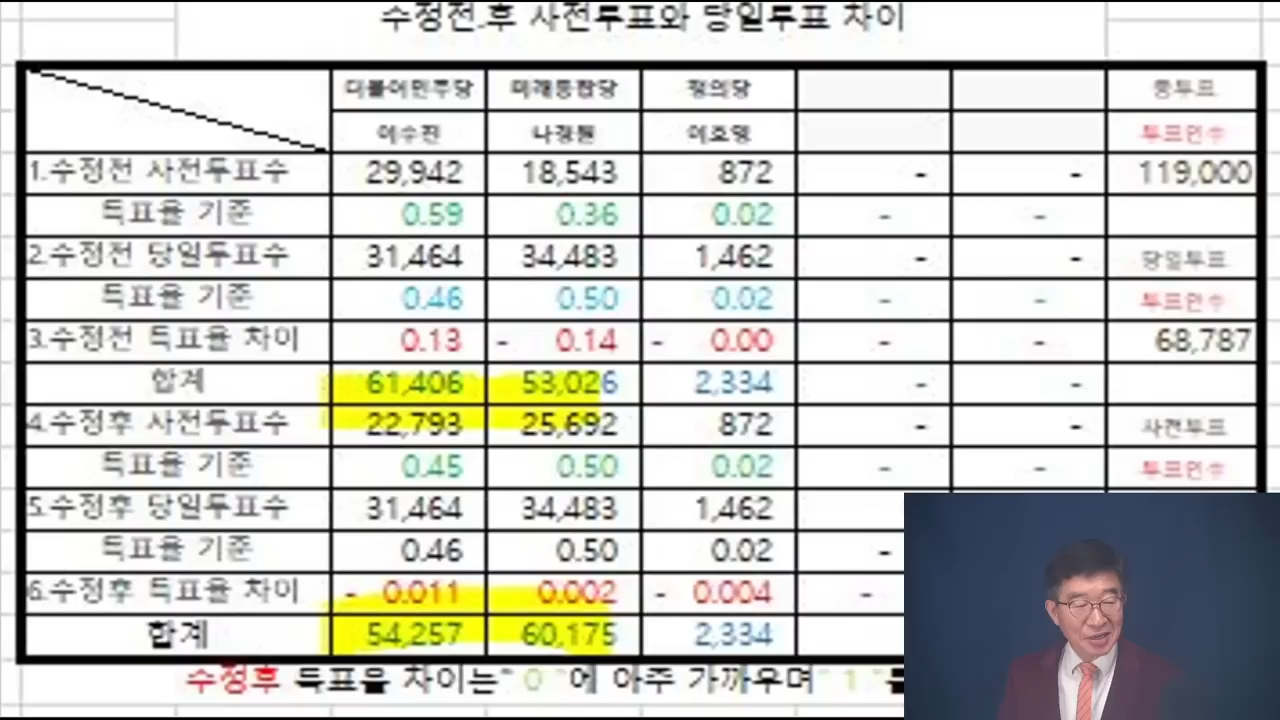 수정전.후 사전투표와 당일투표 차이
더불어민주당 미래통합당 정의당 총투표
이수진 나경원 이호영 투표인수
1.수정전 사전투표수 29,942 18,543 872 - - 119,000
득표율 기준 0.59 0.36 0.02 - -
2.수정전 당일투표수 31,464 34,483 1,462 - - 당일투표
득표율 기준 0.46 0.50 0.02 - - 투표인수
3.수정전 득표율 차이 0.13 - 0.14 - 0.00 - - 68,787
합계 61,406 53,026 2,334 - -
4.수정후 사전투표수 22,793 25,692 872 - - 사전투표
득표율 기준 0.45 0.50 0.02 - - 투표인수
5.수정후 당일투표수 31,464 34,483 1,462
득표율 기준 0.46 0.50 0.02 -
6.수정후 득표율 차이 - 0.011 0.002 - 0.004 -
합계 54,257 60,175 2,334
수정후 득표율 차이는" 0 "에 아주 가까우며" 1 "를